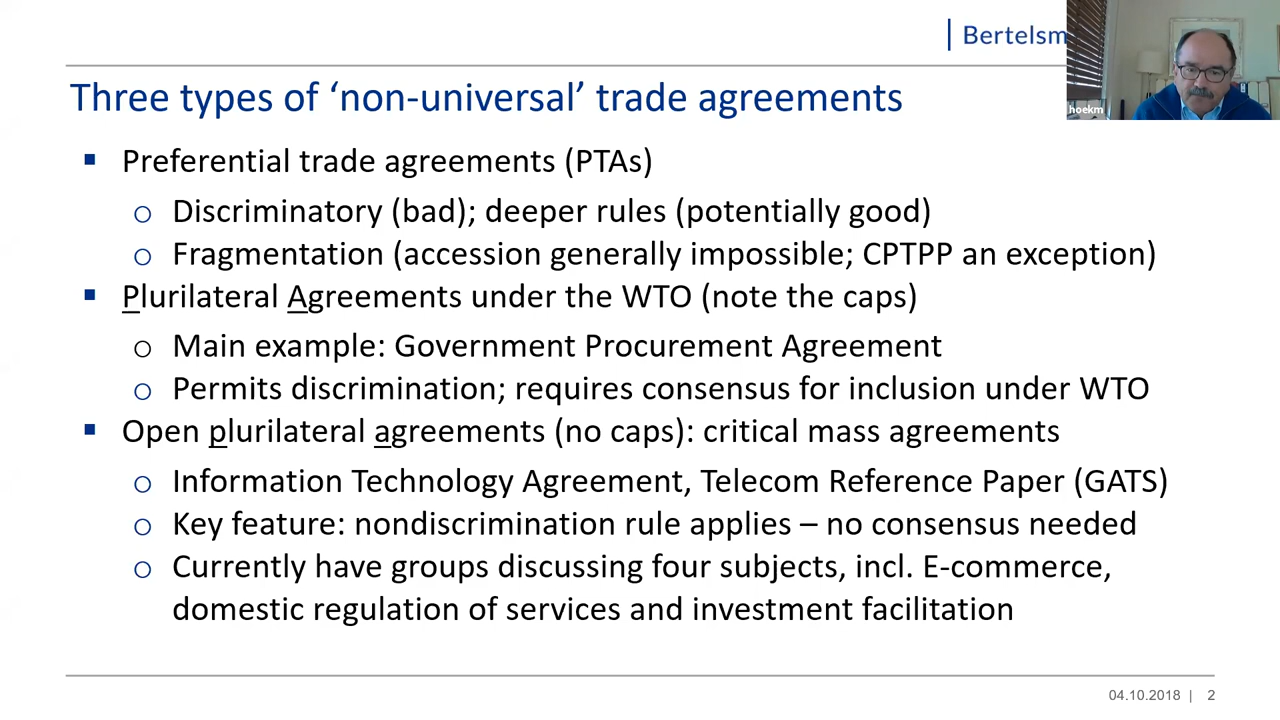 Bertelsm
hoekm
Three types of ‘non-universal’ trade agreements
▪ Preferential trade agreements (PTAs)
o Discriminatory (bad); deeper rules (potentially good)
o Fragmentation (accession generally impossible; CPTPP an exception)
▪ Plurilateral Agreements under the WTO (note the caps)
o Main example: Government Procurement Agreement
o Permits discrimination; requires consensus for inclusion under WTO
▪ Open plurilateral agreements (no caps): critical mass agreements
o Information Technology Agreement, Telecom Reference Paper (GATS)
o Key feature: nondiscrimination rule applies – no consensus needed
o Currently have groups discussing four subjects, incl. E-commerce,
domestic regulation of services and investment facilitation
04.10.2018 | 2